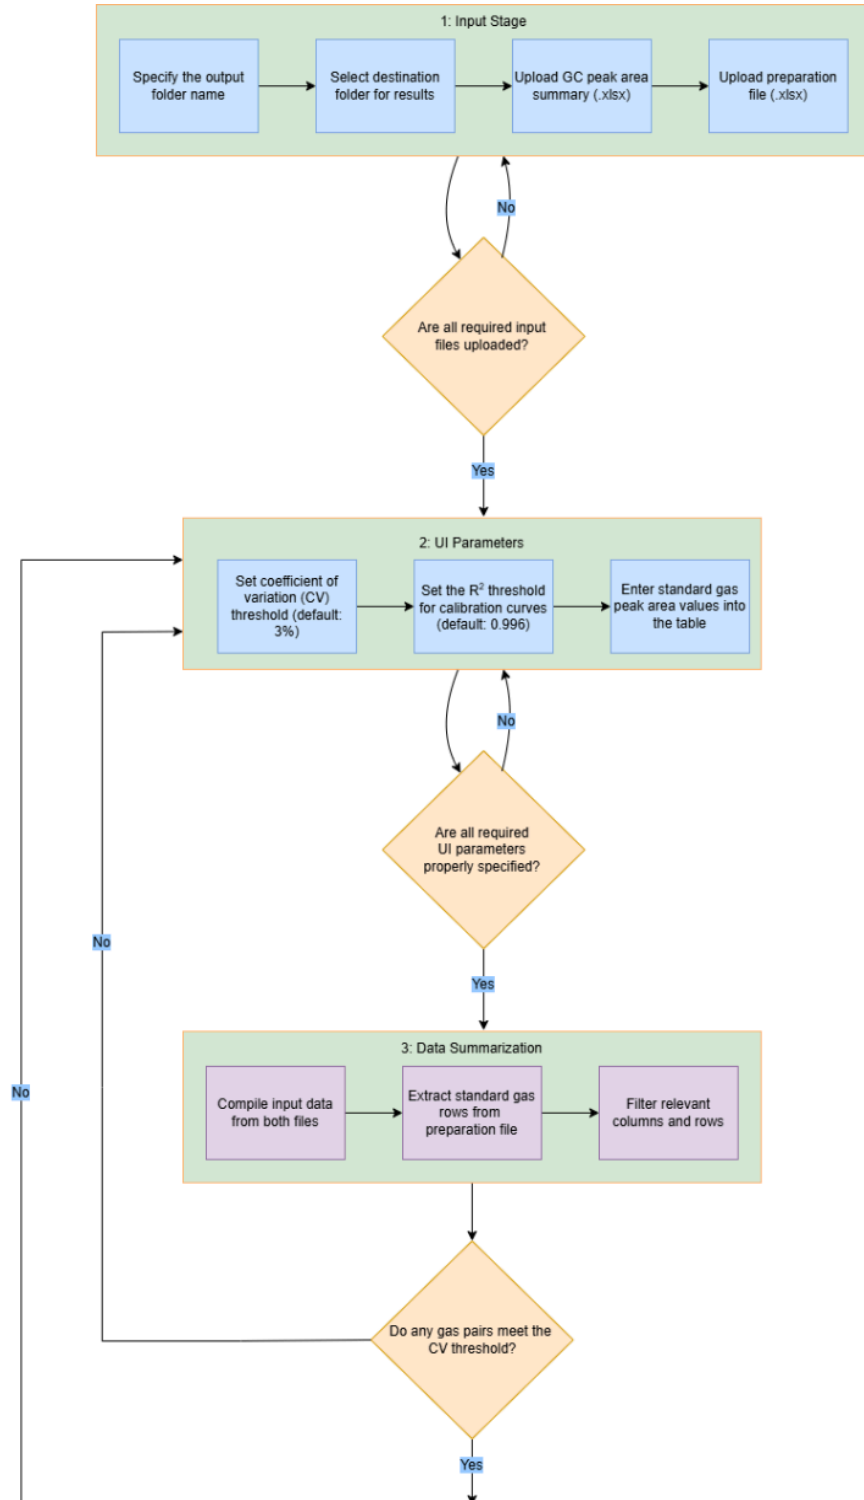 1: Input Stage
Specify the output
folder name
Select destination
folder for results
Upload GC peak area
summary (.xlsx)
Upload preparation
file (.xlsx)
No
Are all required input
files uploaded?
Yes
2: UI Parameters
Set coefficient of
variation (CV)
threshold (default:
3%)
Set the R² threshold
for calibration curves
(default: 0.996)
Enter standard gas
peak area values into
the table
No
Are all required
UI parameters
properly specified?
No
Yes
3: Data Summarization
Compile input data
from both files
Extract standard gas
rows from
preparation file
Filter relevant
columns and rows
No
Do any gas pairs meet the
CV threshold?
Yes